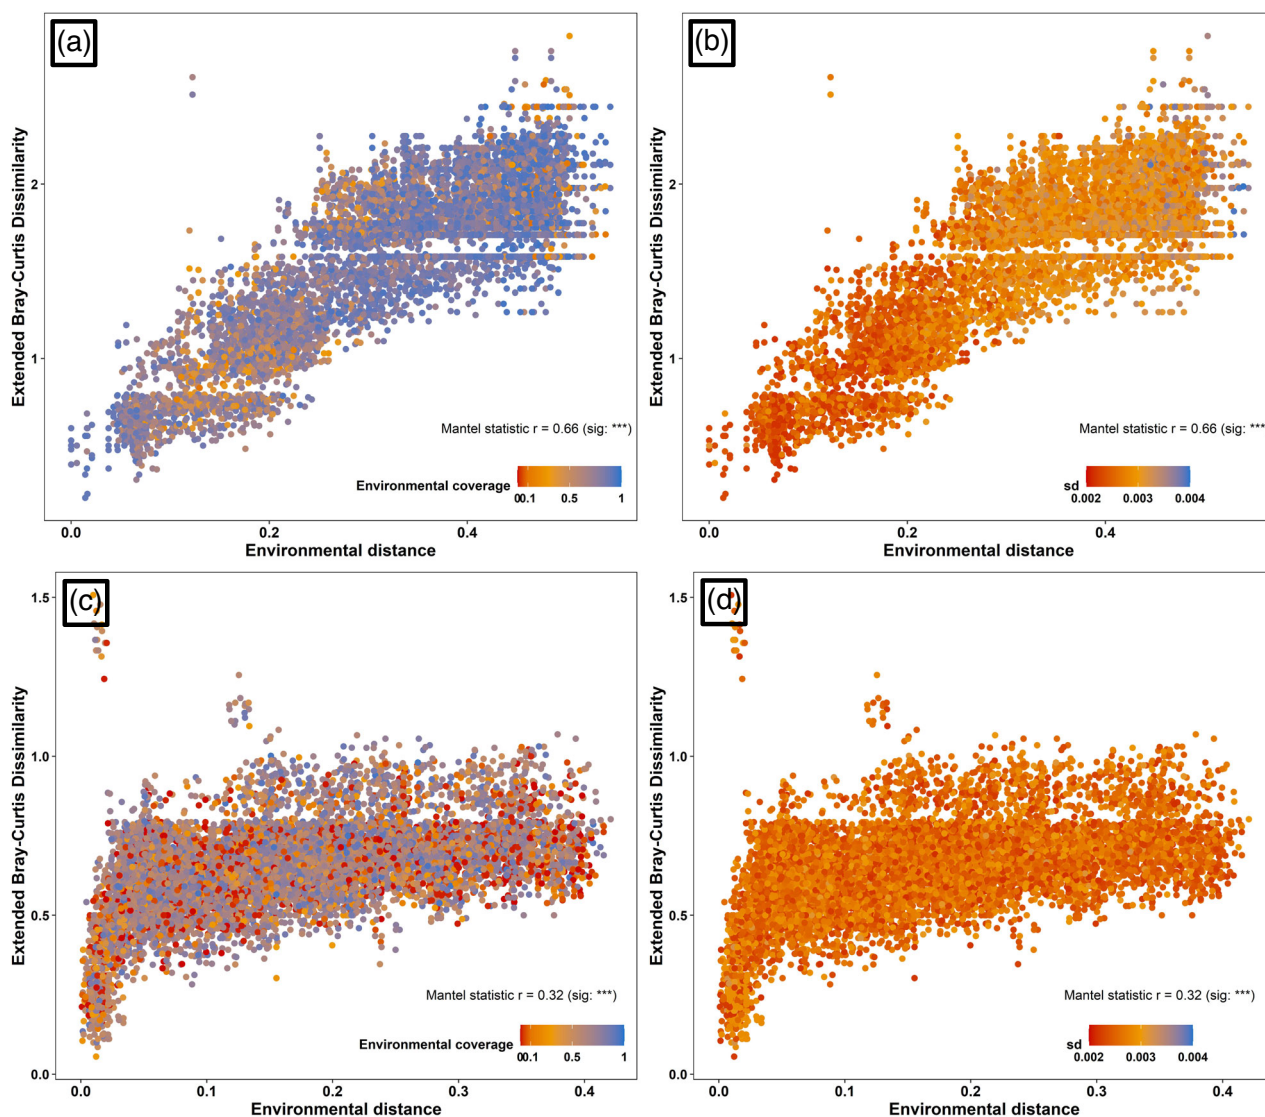 (a)
Extended Bray-Curtis Dissimilarity
2
1
Mantel statistic r = 0.66 (sig: ***)
Environmental coverage
00.1 0.5 1
0.0 0.2 0.4
Environmental distance
(b)
Extended Bray-Curtis Dissimilarity
2
1
Mantel statistic r = 0.66 (sig: ***
sd
0.002 0.003 0.004
0.0 0.2 0.4
Environmental distance
(c)
Extended Bray-Curtis Dissimilarity
1.5
1.0
0.5
0.0
Mantel statistic r = 0.32 (sig: ***)
Environmental coverage
00.1 0.5 1
0.0 0.1 0.2 0.3 0.4
Environmental distance
(d)
Extended Bray-Curtis Dissimilarity
1.5
1.0
0.5
0.0
Mantel statistic r = 0.32 (sig: ***)
sd
0.002 0.003 0.004
0.0 0.1 0.2 0.3 0.4
Environmental distance